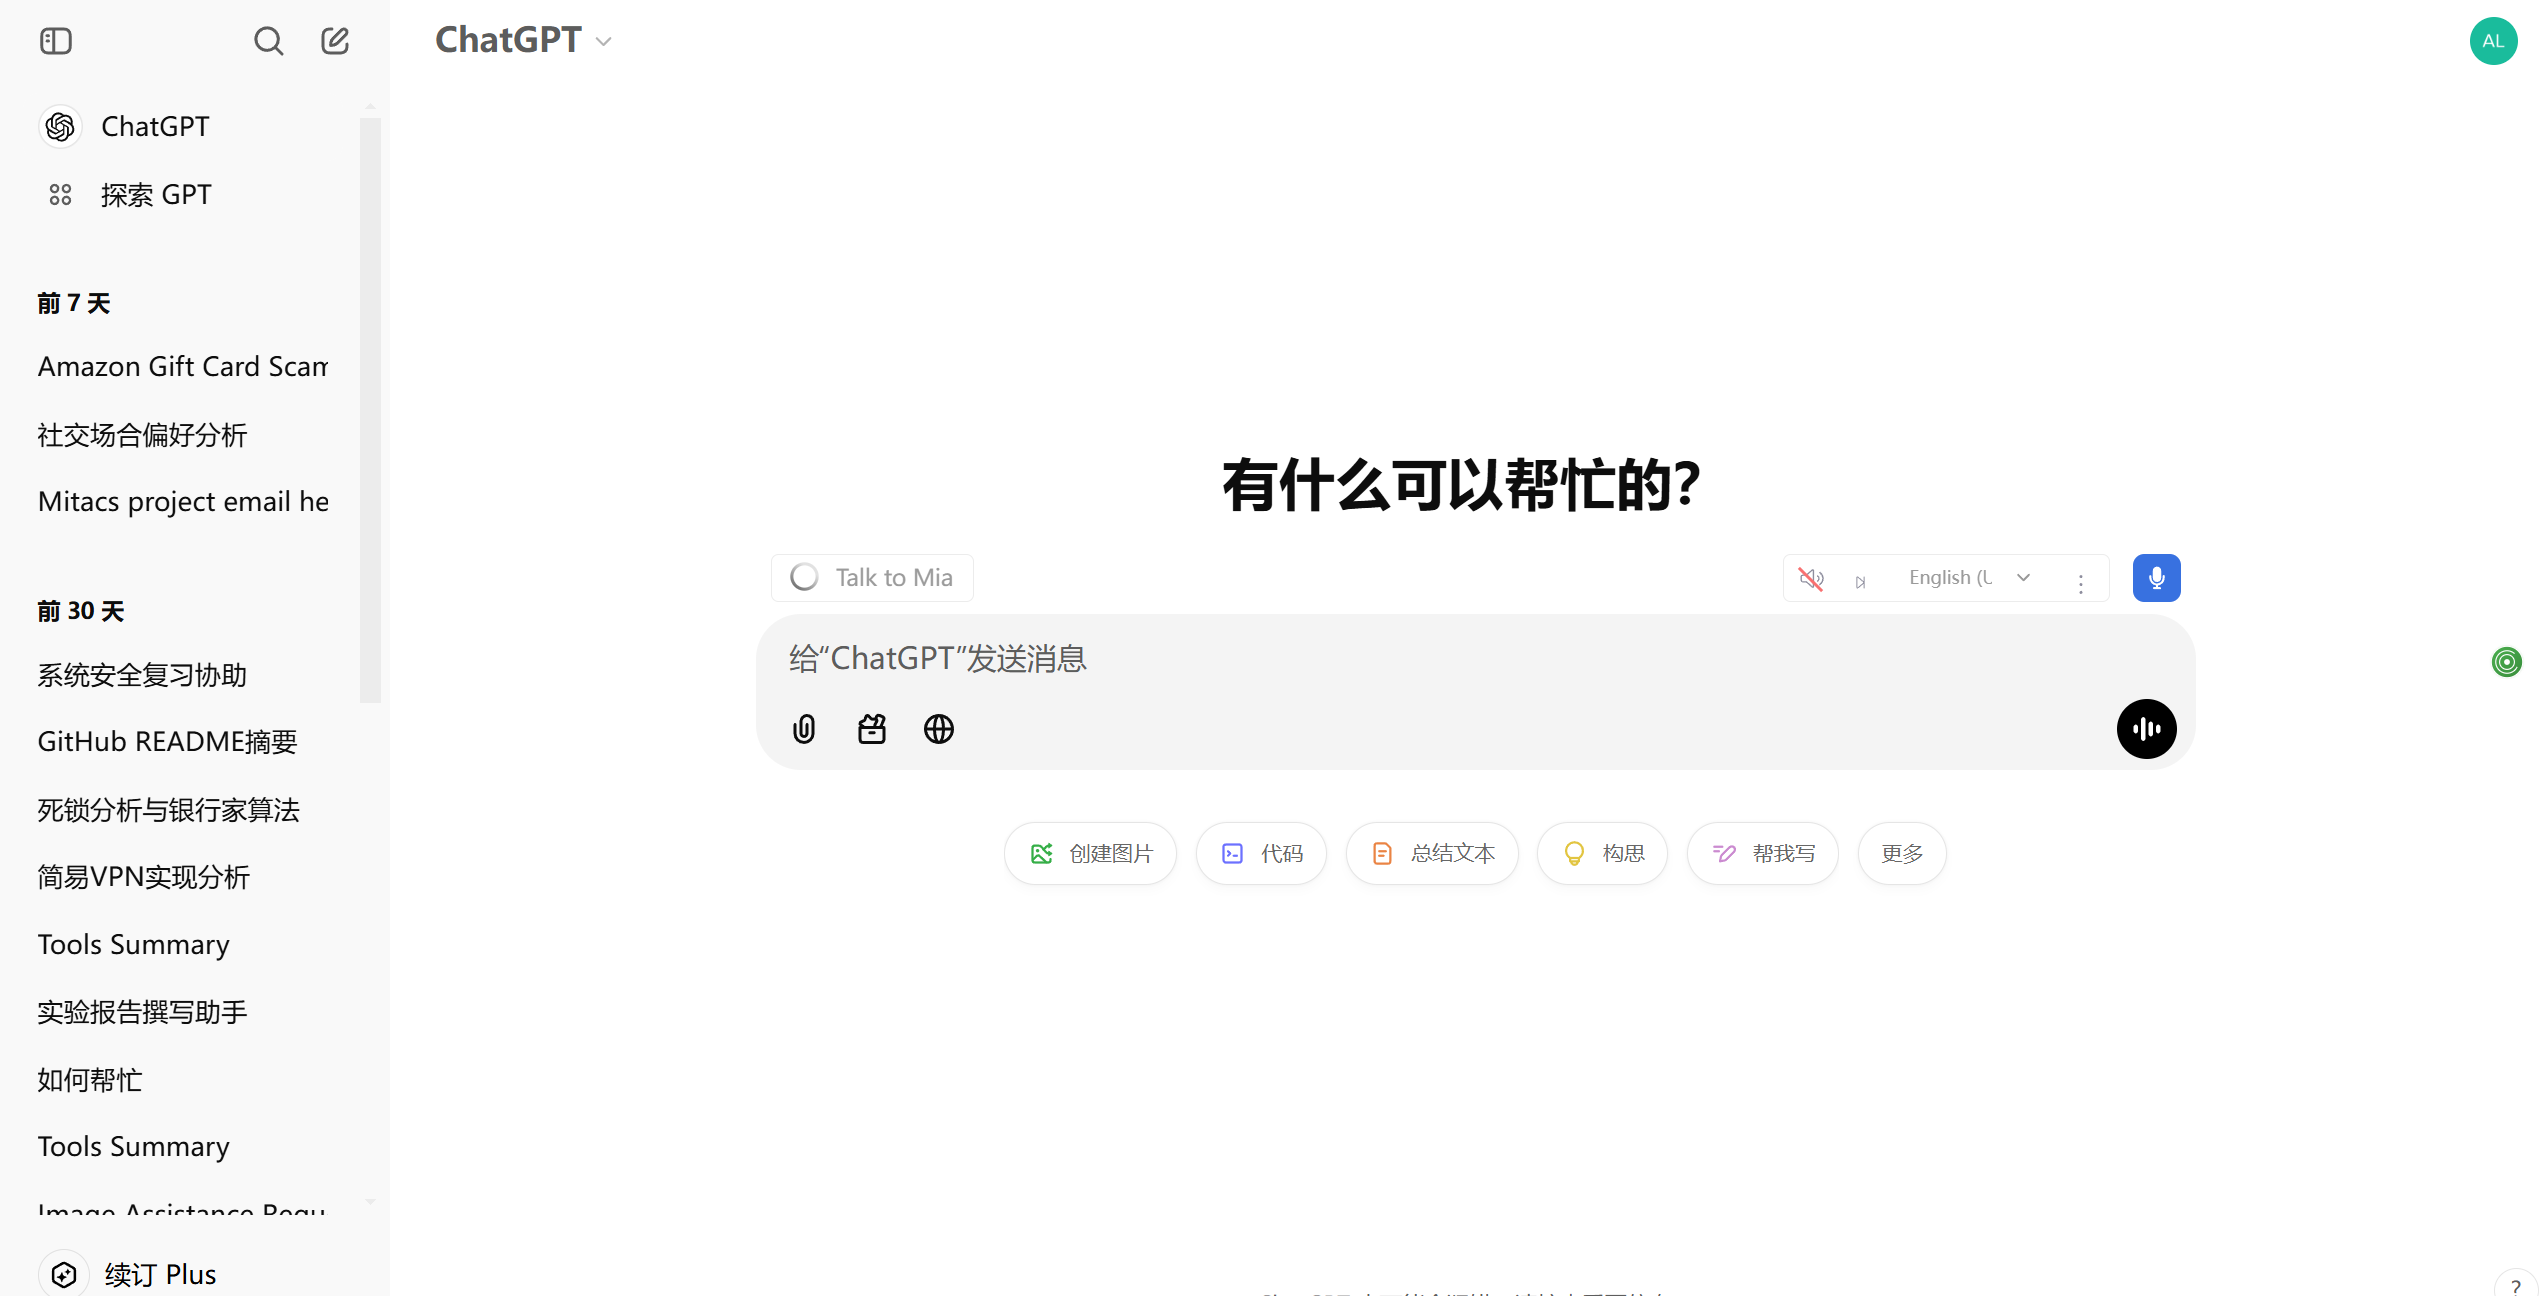 ChatGPT
AL
ChatGPT
探索 GPT
前 7 天
Amazon Gift Card Scam
社交场合偏好分析
Mitacs project email he
前 30 天
系统安全复习协助
GitHub README摘要
死锁分析与银行家算法
简易VPN实现分析
Tools Summary
实验报告撰写助手
如何帮忙
Tools Summary
Image Assistance Requ
续订 Plus
有什么可以帮忙的？
Talk to Mia
English (U
给“ChatGPT”发送消息
创建图片
代码
总结文本
构思
帮我写
更多
?